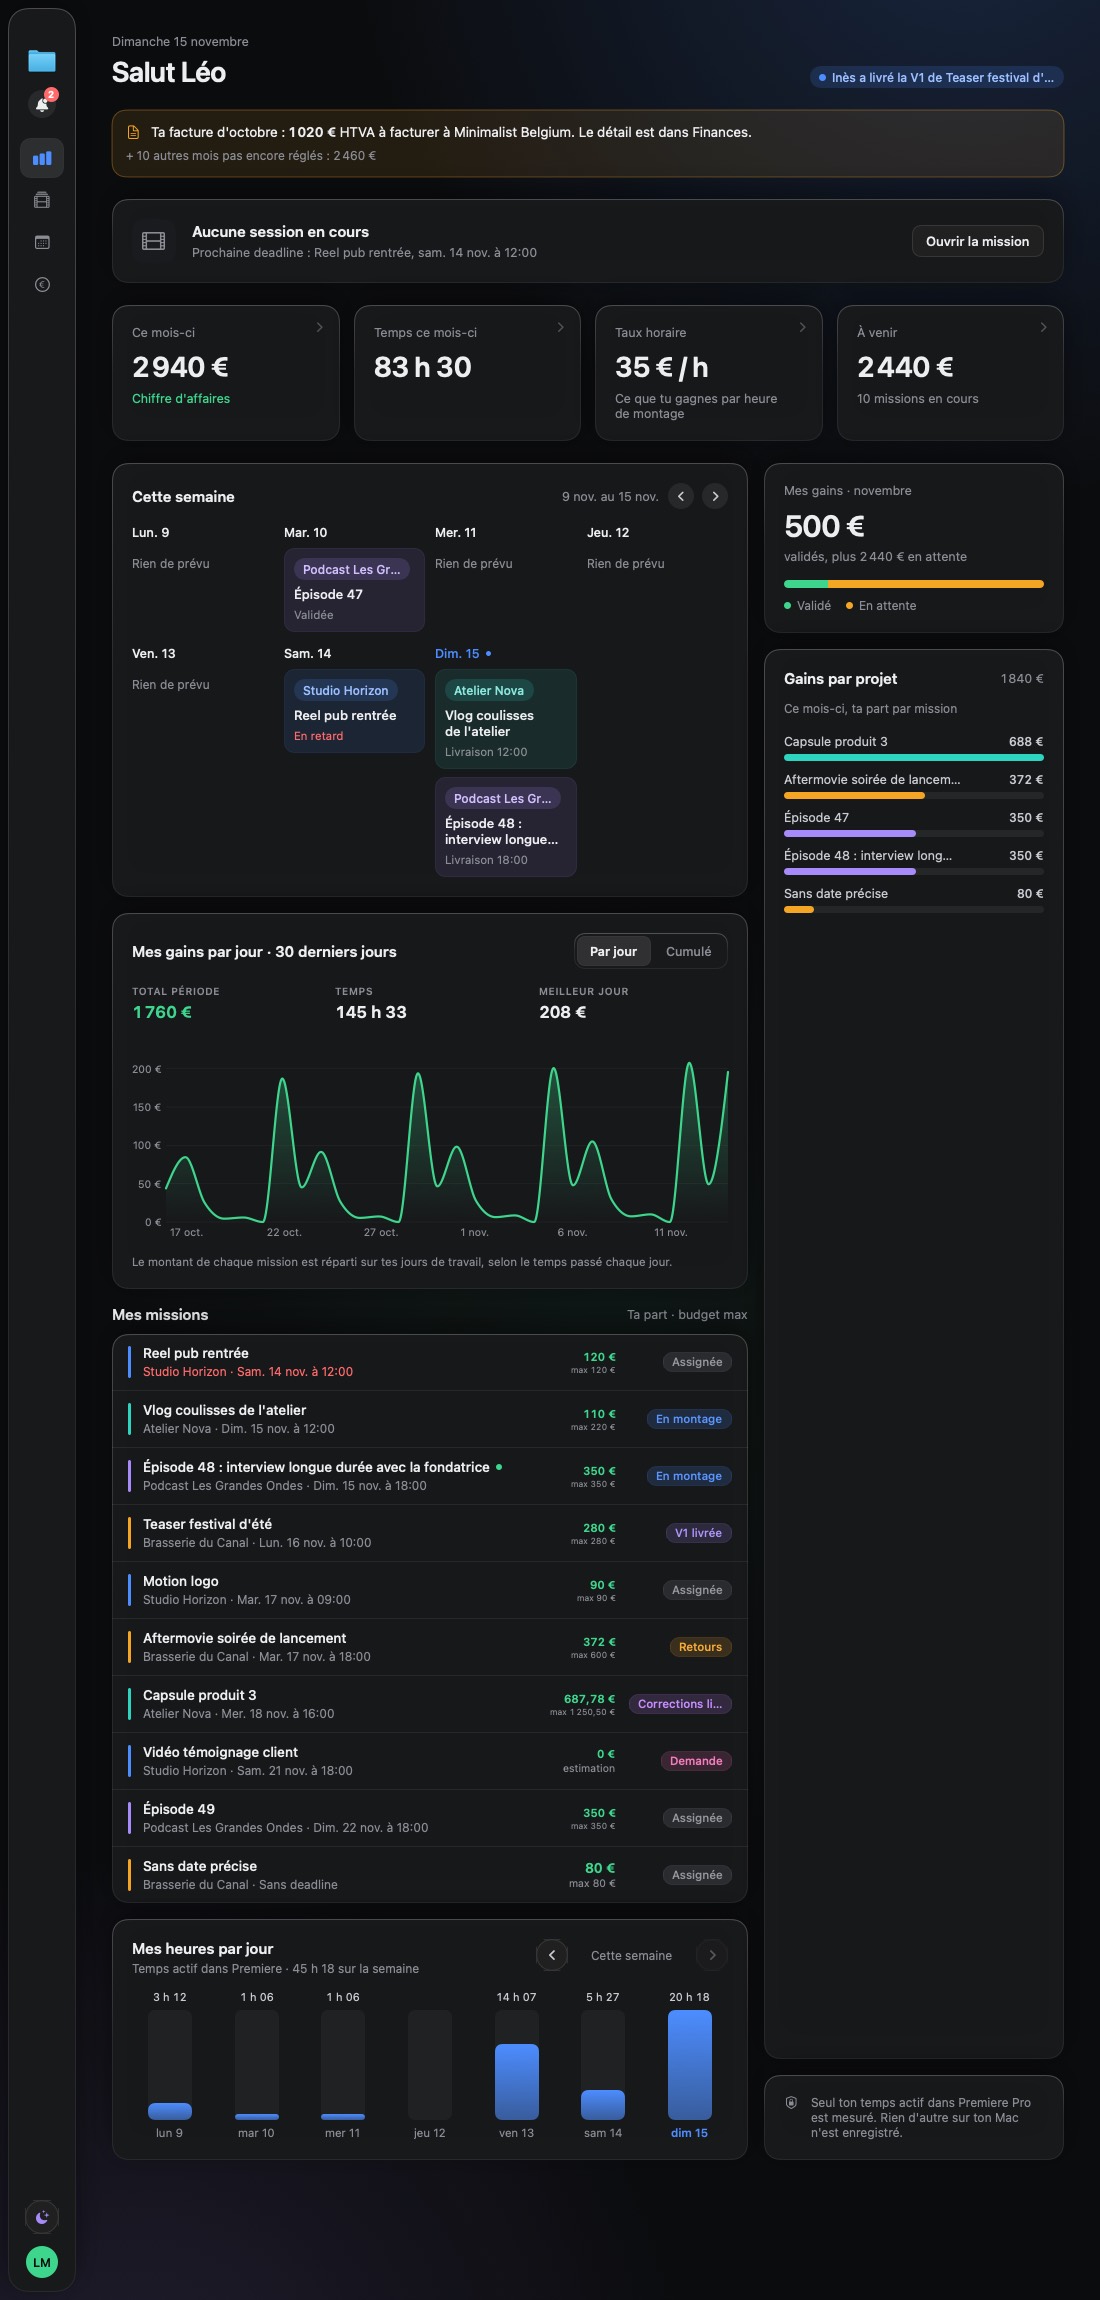 Dimanche 15 novembre
Salut Léo
Inès a livré la V1 de Teaser festival d'…
2
Ta facture d'octobre : 1 020 € HTVA à facturer à Minimalist Belgium. Le détail est dans Finances.
+ 10 autres mois pas encore réglés : 2 460 €
Aucune session en cours
Prochaine deadline : Reel pub rentrée, sam. 14 nov. à 12:00
Ouvrir la mission
Ce mois-ci
2 940 €
Chiffre d'affaires
Temps ce mois-ci
83 h 30
Taux horaire
35 € / h
Ce que tu gagnes par heure
de montage
À venir
2 440 €
10 missions en cours
Cette semaine
9 nov. au 15 nov.
Lun. 9
Rien de prévu
Mar. 10
Podcast Les Gr…
Épisode 47
Validée
Mer. 11
Rien de prévu
Jeu. 12
Rien de prévu
Ven. 13
Rien de prévu
Sam. 14
Studio Horizon
Reel pub rentrée
En retard
Dim. 15
Atelier Nova
Vlog coulisses
de l'atelier
Livraison 12:00
Podcast Les Gr…
Épisode 48 :
interview longue…
Livraison 18:00
Mes gains · novembre
500 €
validés, plus 2 440 € en attente
Validé
En attente
Gains par projet
1 840 €
Ce mois-ci, ta part par mission
Capsule produit 3 688 €
Aftermovie soirée de lancem… 372 €
Épisode 47 350 €
Épisode 48 : interview long… 350 €
Sans date précise 80 €
Mes gains par jour · 30 derniers jours
Par jour
Cumulé
TOTAL PÉRIODE
1 760 €
TEMPS
145 h 33
MEILLEUR JOUR
208 €
200 €
150 €
100 €
50 €
0 €
17 oct. 22 oct. 27 oct. 1 nov. 6 nov. 11 nov.
Le montant de chaque mission est réparti sur tes jours de travail, selon le temps passé chaque jour.
Mes missions
Ta part · budget max
Reel pub rentrée
Studio Horizon · Sam. 14 nov. à 12:00
120 €
max 120 €
Assignée
Vlog coulisses de l'atelier
Atelier Nova · Dim. 15 nov. à 12:00
110 €
max 220 €
En montage
Épisode 48 : interview longue durée avec la fondatrice
Podcast Les Grandes Ondes · Dim. 15 nov. à 18:00
350 €
max 350 €
En montage
Teaser festival d'été
Brasserie du Canal · Lun. 16 nov. à 10:00
280 €
max 280 €
V1 livrée
Motion logo
Studio Horizon · Mar. 17 nov. à 09:00
90 €
max 90 €
Assignée
Aftermovie soirée de lancement
Brasserie du Canal · Mar. 17 nov. à 18:00
372 €
max 600 €
Retours
Capsule produit 3
Atelier Nova · Mer. 18 nov. à 16:00
687,78 €
max 1 250,50 €
Corrections li…
Vidéo témoignage client
Studio Horizon · Sam. 21 nov. à 18:00
0 €
estimation
Demande
Épisode 49
Podcast Les Grandes Ondes · Dim. 22 nov. à 18:00
350 €
max 350 €
Assignée
Sans date précise
Brasserie du Canal · Sans deadline
80 €
max 80 €
Assignée
Mes heures par jour
Temps actif dans Premiere · 45 h 18 sur la semaine
Cette semaine
3 h 12 1 h 06 1 h 06 14 h 07 5 h 27 20 h 18
lun 9 mar 10 mer 11 jeu 12 ven 13 sam 14 dim 15
Seul ton temps actif dans Premiere Pro
est mesuré. Rien d'autre sur ton Mac
n'est enregistré.
LM